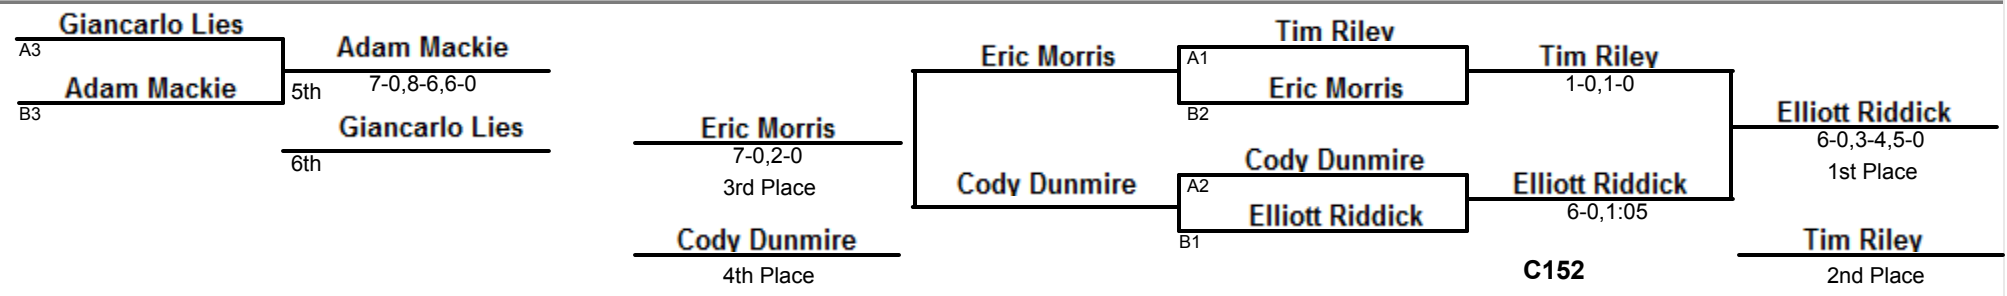 Giancarlo Lies
A3
Adam Mackie
B3
Adam Mackie
7-0,8-6,6-0
5th
Giancarlo Lies
6th
Eric Morris
7-0,2-0
3rd Place
Cody Dunmire
4th Place
Eric Morris
Cody Dunmire
Tim Riley
A1
Eric Morris
B2
Cody Dunmire
A2
Elliott Riddick
B1
Tim Riley
1-0,1-0
Elliott Riddick
6-0,1:05
C152
Elliott Riddick
6-0,3-4,5-0
1st Place
Tim Riley
2nd Place